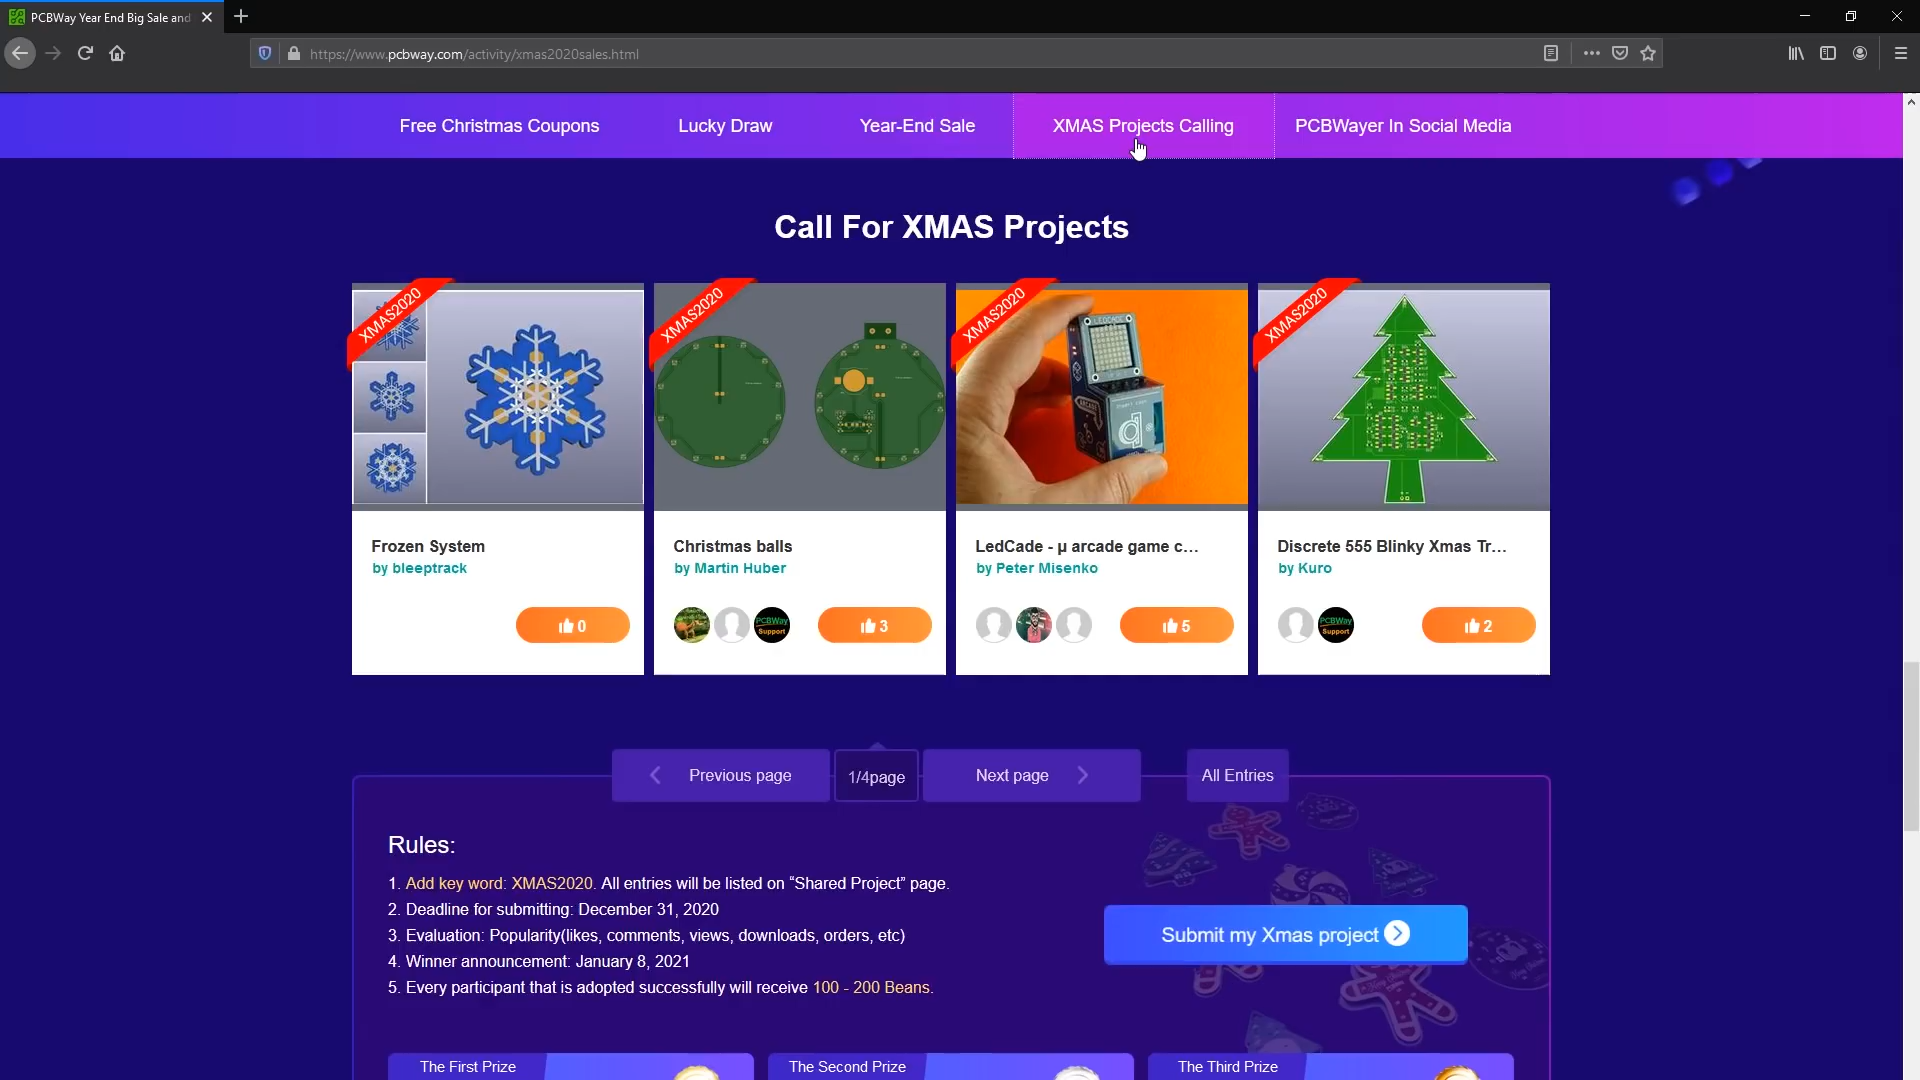 PCBWay Year End Big Sale and
https://www.pcbway.com/activity/xmas2020sales.html
Free Christmas Coupons
Lucky Draw
Year-End Sale
XMAS Projects Calling
PCBWayer In Social Media
Call For XMAS Projects
XMAS2020
XMAS2020
XMAS2020
XMAS2020
LEDCADE
ARCADE
Frozen System
by bleeptrack
0
Christmas balls
by Martin Huber
PCBWay
Support
3
LedCade - μ arcade game c...
by Peter Misenko
5
Discrete 555 Blinky Xmas Tr...
by Kuro
PCBWay
Support
2
Previous page
1/4page
Next page
All Entries
Rules:
1. Add key word: XMAS2020. All entries will be listed on “Shared Project” page.
2. Deadline for submitting: December 31, 2020
3. Evaluation: Popularity(likes, comments, views, downloads, orders, etc)
4. Winner announcement: January 8, 2021
5. Every participant that is adopted successfully will receive 100 - 200 Beans.
Submit my Xmas project
The First Prize
The Second Prize
The Third Prize